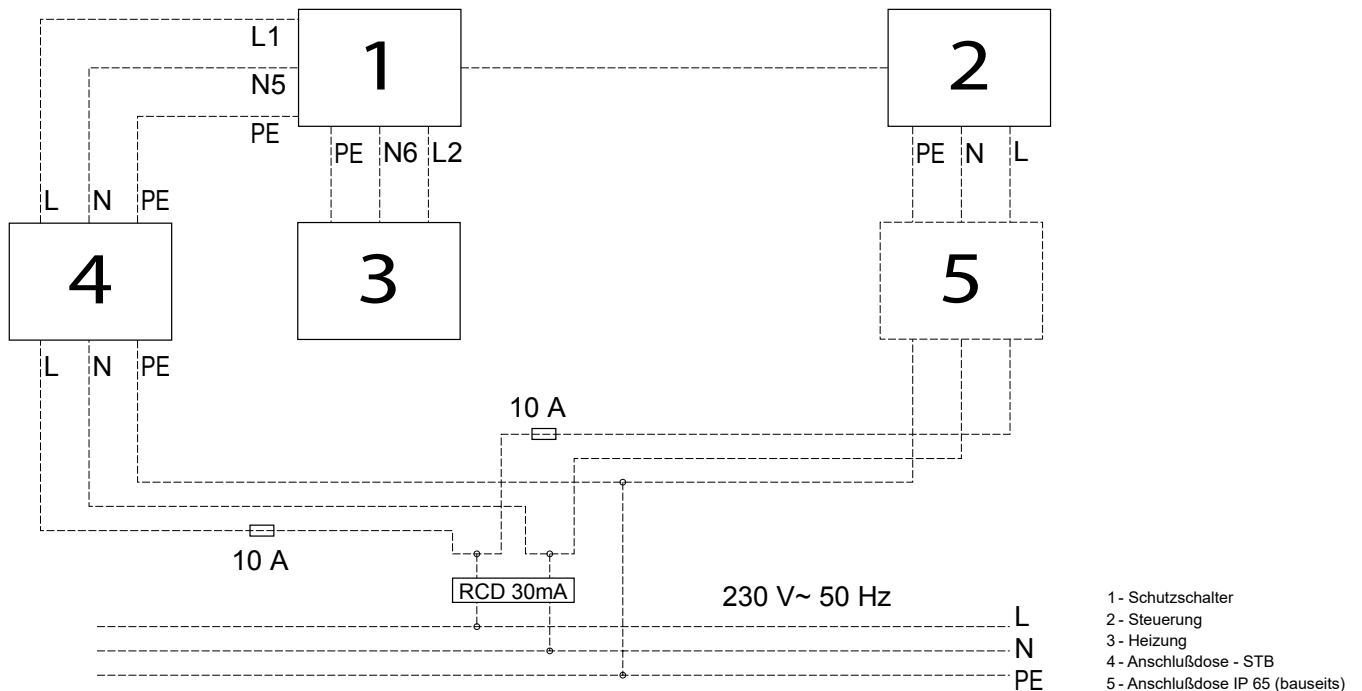 L1
1
2
N5
PE
PE N6 L2
PE N L
L N PE
4
3
5
L N PE
10 A
10 A
RCD 30mA
230 V~ 50 Hz
L
N
PE
1 - Schutzschalter
2 - Steuerung
3 - Heizung
4 - Anschlußdose - STB
5 - Anschlußdose IP 65 (bauseits)